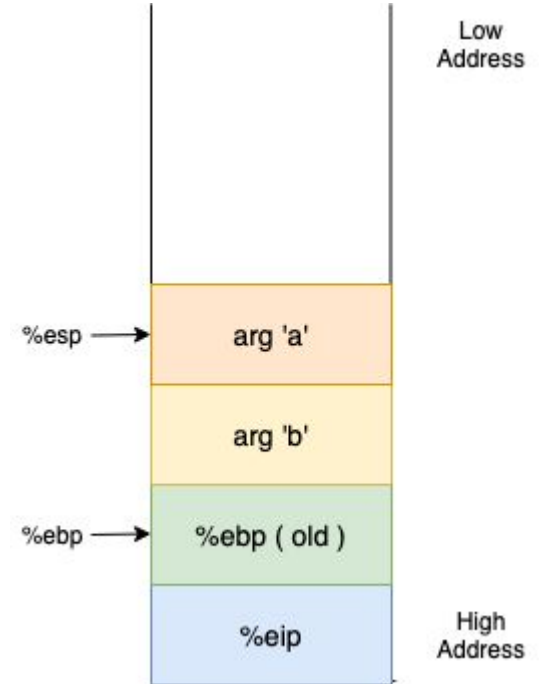 Low
Address
%esp
arg 'a'
arg 'b'
%ebp
%ebp ( old )
%eip
High
Address